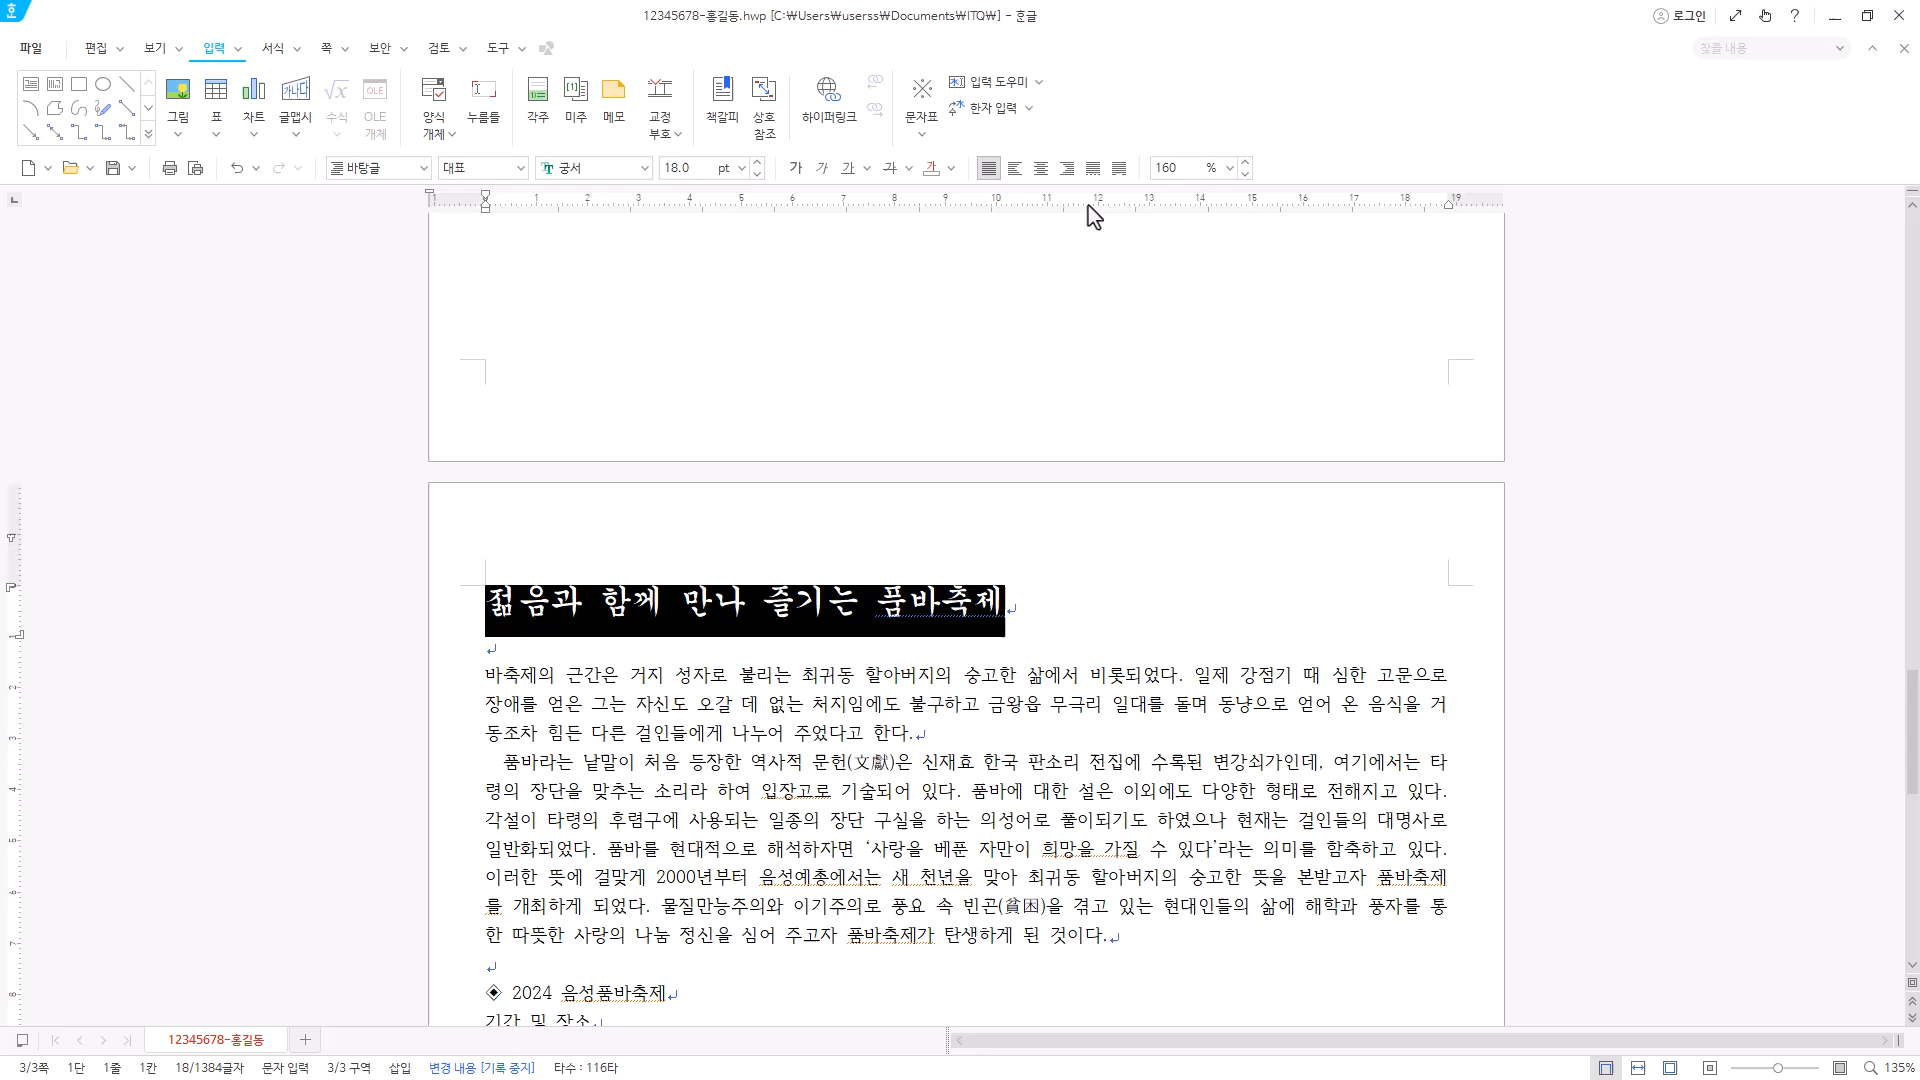 12345678-홍길동.hwp [C:₩Users₩userss₩Documents₩ITQ₩] - 한글
로그인
파일 편집 보기 입력 서식 쪽 보안 검토 도구
찾을 내용
그림 표 차트 글맵시 수식 OLE 개체 양식 개체 누름틀 각주 미주 메모 교정 부호 책갈피 상호 참조 하이퍼링크 문자표 입력 도우미
한자 입력
바탕글 대표 궁서 18.0 pt 가 가 가 가 가 160 %
1 1 2 3 4 5 6 7 8 9 10 11 12 13 14 15 16 17 18 19
젊음과 함께 만나 즐기는 품바축제
바축제의 근간은 거지 성자로 불리는 최귀동 할아버지의 숭고한 삶에서 비롯되었다. 일제 강점기 때 심한 고문으로
장애를 얻은 그는 자신도 오갈 데 없는 처지임에도 불구하고 금왕읍 무극리 일대를 돌며 동냥으로 얻어 온 음식을 거
동조차 힘든 다른 걸인들에게 나누어 주었다고 한다.
품바라는 낱말이 처음 등장한 역사적 문헌(文獻)은 신재효 한국 판소리 전집에 수록된 변강쇠가인데, 여기에서는 타
령의 장단을 맞추는 소리라 하여 입장고로 기술되어 있다. 품바에 대한 설은 이외에도 다양한 형태로 전해지고 있다.
각설이 타령의 후렴구에 사용되는 일종의 장단 구실을 하는 의성어로 풀이되기도 하였으나 현재는 걸인들의 대명사로
일반화되었다. 품바를 현대적으로 해석하자면 ‘사랑을 베푼 자만이 희망을 가질 수 있다’라는 의미를 함축하고 있다.
이러한 뜻에 걸맞게 2000년부터 음성예총에서는 새 천년을 맞아 최귀동 할아버지의 숭고한 뜻을 본받고자 품바축제
를 개최하게 되었다. 물질만능주의와 이기주의로 풍요 속 빈곤(貧困)을 겪고 있는 현대인들의 삶에 해학과 풍자를 통
한 따뜻한 사랑의 나눔 정신을 심어 주고자 품바축제가 탄생하게 된 것이다.
◈ 2024 음성품바축제
기간 및 장소
12345678-홍길동
3/3쪽 1단 1줄 1칸 18/1384글자 문자 입력 3/3 구역 삽입 변경 내용 [기록 중지] 타수 : 116타 135%